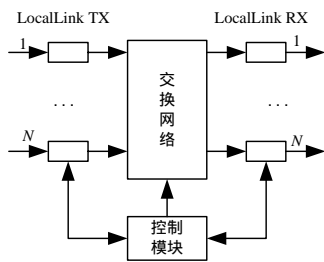 LocalLink TX
LocalLink RX
1
1
交
换
网
络
. . .
. . .
N
N
控制
模块